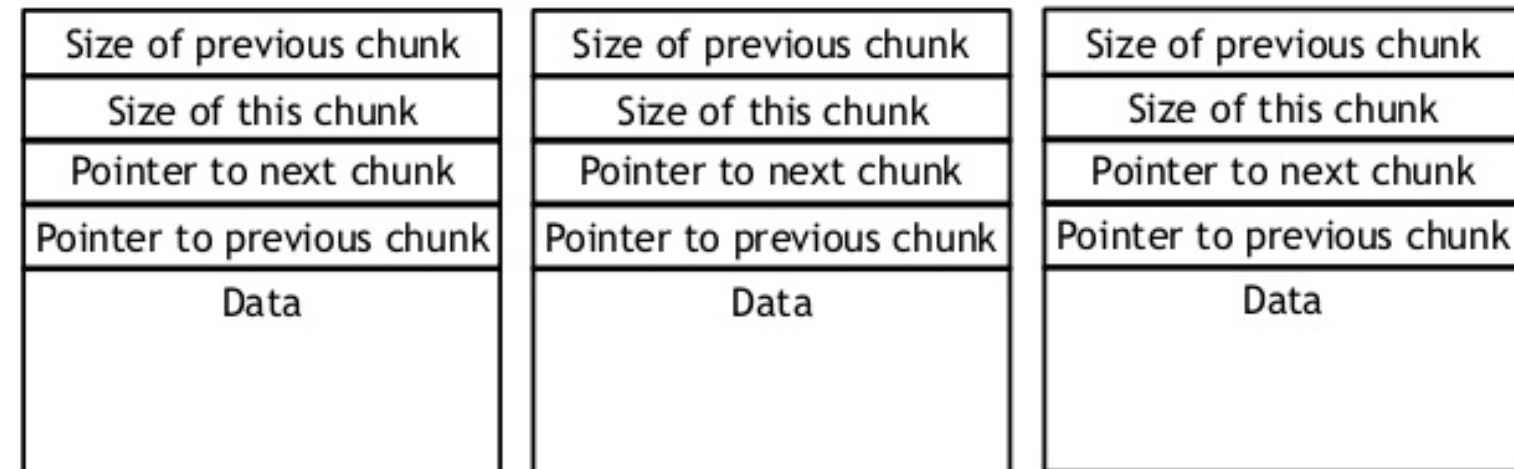 Size of previous chunk
Size of this chunk
Pointer to next chunk
Pointer to previous chunk
Data
Size of previous chunk
Size of this chunk
Pointer to next chunk
Pointer to previous chunk
Data
Size of previous chunk
Size of this chunk
Pointer to next chunk
Pointer to previous chunk
Data